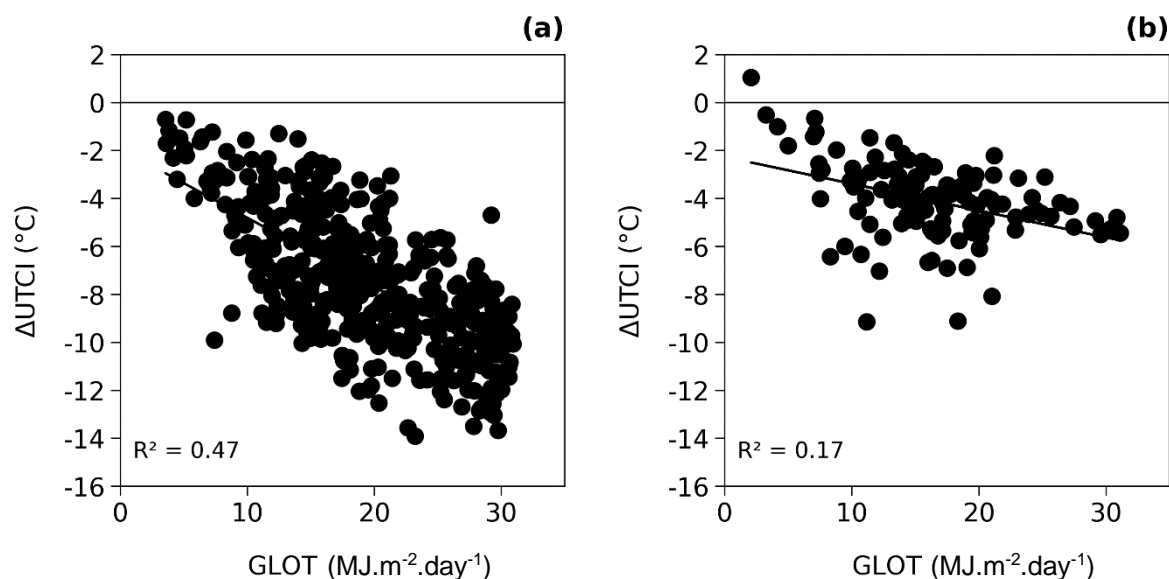 (a)
2
0
-2
-4
-6
-8
-10
-12
-14
-16
ΔUTCI (°C)
R² = 0.47
0 10 20 30
GLOT (MJ.m⁻².day⁻¹)
(b)
2
0
-2
-4
-6
-8
-10
-12
-14
-16
ΔUTCI (°C)
R² = 0.17
0 10 20 30
GLOT (MJ.m⁻².day⁻¹)